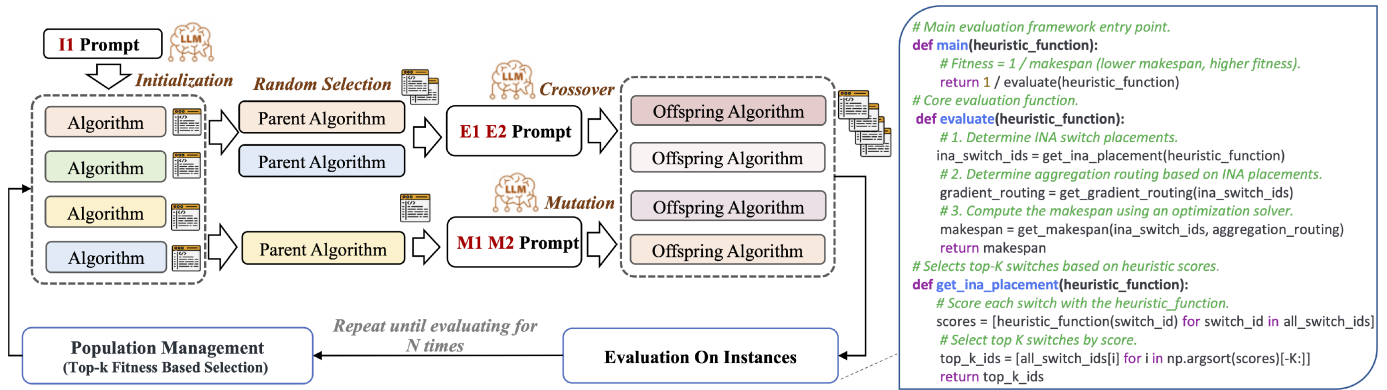 I1 Prompt
LLM
Initialization
Algorithm
Algorithm
Algorithm
Algorithm
Random Selection
Parent Algorithm
Parent Algorithm
Parent Algorithm
LLM
Crossover
E1 E2 Prompt
LLM
Mutation
M1 M2 Prompt
Offspring Algorithm
Offspring Algorithm
Offspring Algorithm
Offspring Algorithm
Population Management
(Top-k Fitness Based Selection)
Repeat until evaluating for
N times
Evaluation On Instances
# Main evaluation framework entry point.
def main(heuristic_function):
# Fitness = 1 / makespan (lower makespan, higher fitness).
return 1 / evaluate(heuristic_function)
# Core evaluation function.
def evaluate(heuristic_function):
# 1. Determine INA switch placements.
ina_switch_ids = get_ina_placement(heuristic_function)
# 2. Determine aggregation routing based on INA placements.
gradient_routing = get_gradient_routing(ina_switch_ids)
# 3. Compute the makespan using an optimization solver.
makespan = get_makespan(ina_switch_ids, aggregation_routing)
return makespan
# Selects top-K switches based on heuristic scores.
def get_ina_placement(heuristic_function):
# Score each switch with the heuristic_function.
scores = [heuristic_function(switch_id) for switch_id in all_switch_ids]
# Select top K switches by score.
top_k_ids = [all_switch_ids[i] for i in np.argsort(scores)[-K:]]
return top_k_ids